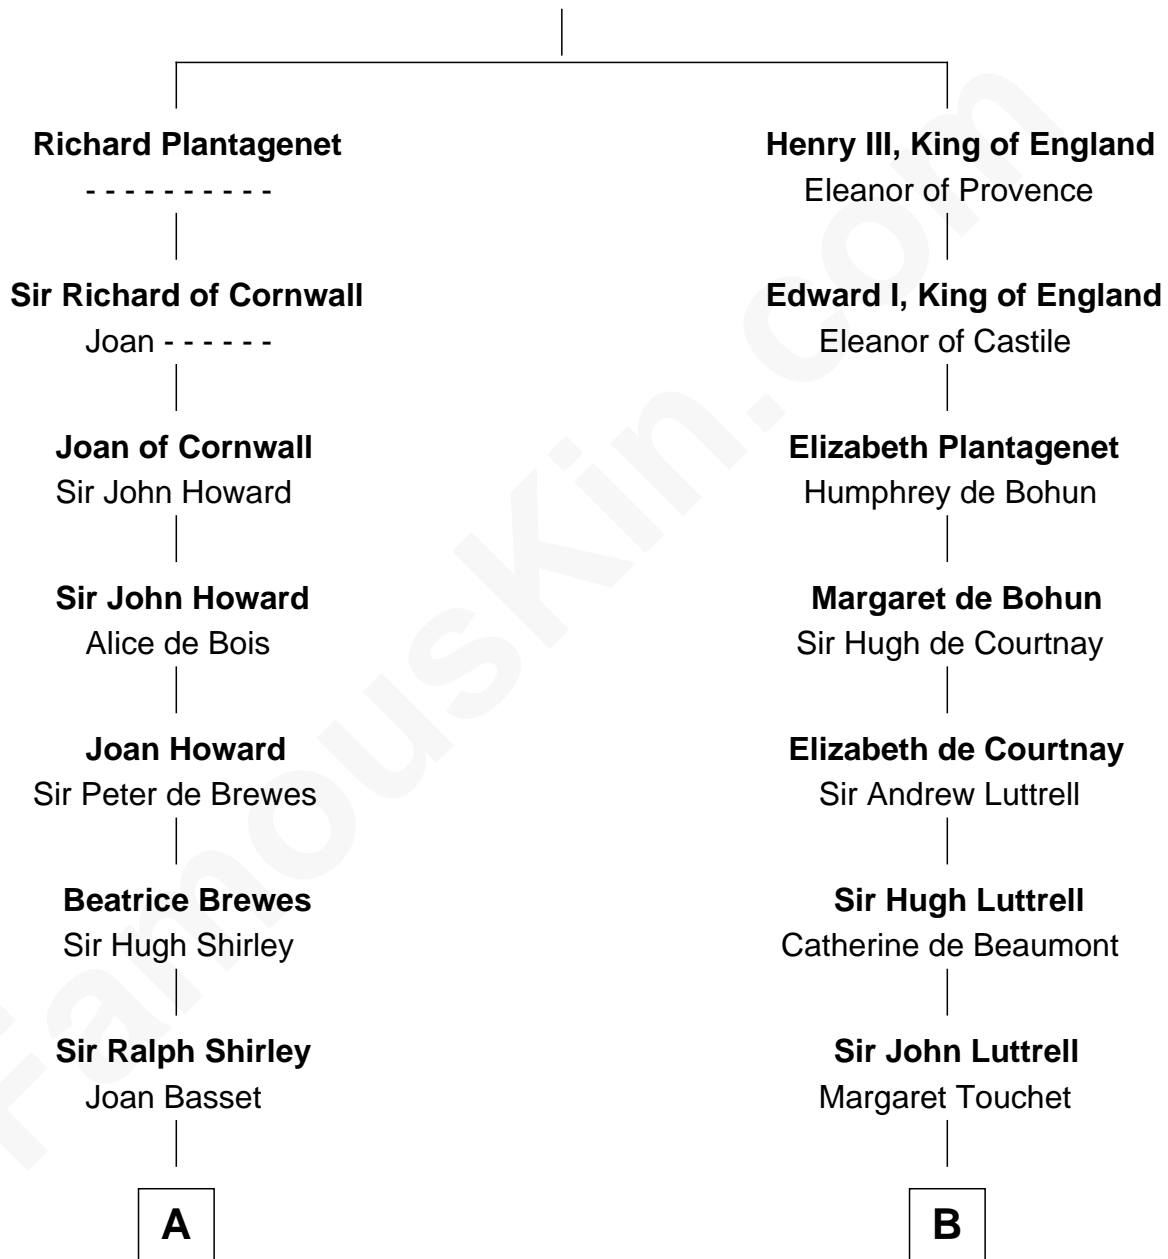 Richard Plantagenet
- - - - - - - - - -
Sir Richard of Cornwall
Joan - - - - - -
Joan of Cornwall
Sir John Howard
Sir John Howard
Alice de Bois
Joan Howard
Sir Peter de Brewes
Beatrice Brewes
Sir Hugh Shirley
Sir Ralph Shirley
Joan Basset
A
Henry III, King of England
Eleanor of Provence
Edward I, King of England
Eleanor of Castile
Elizabeth Plantagenet
Humphrey de Bohun
Margaret de Bohun
Sir Hugh de Courtnay
Elizabeth de Courtnay
Sir Andrew Luttrell
Sir Hugh Luttrell
Catherine de Beaumont
Sir John Luttrell
Margaret Touchet
B
FamousKin.com